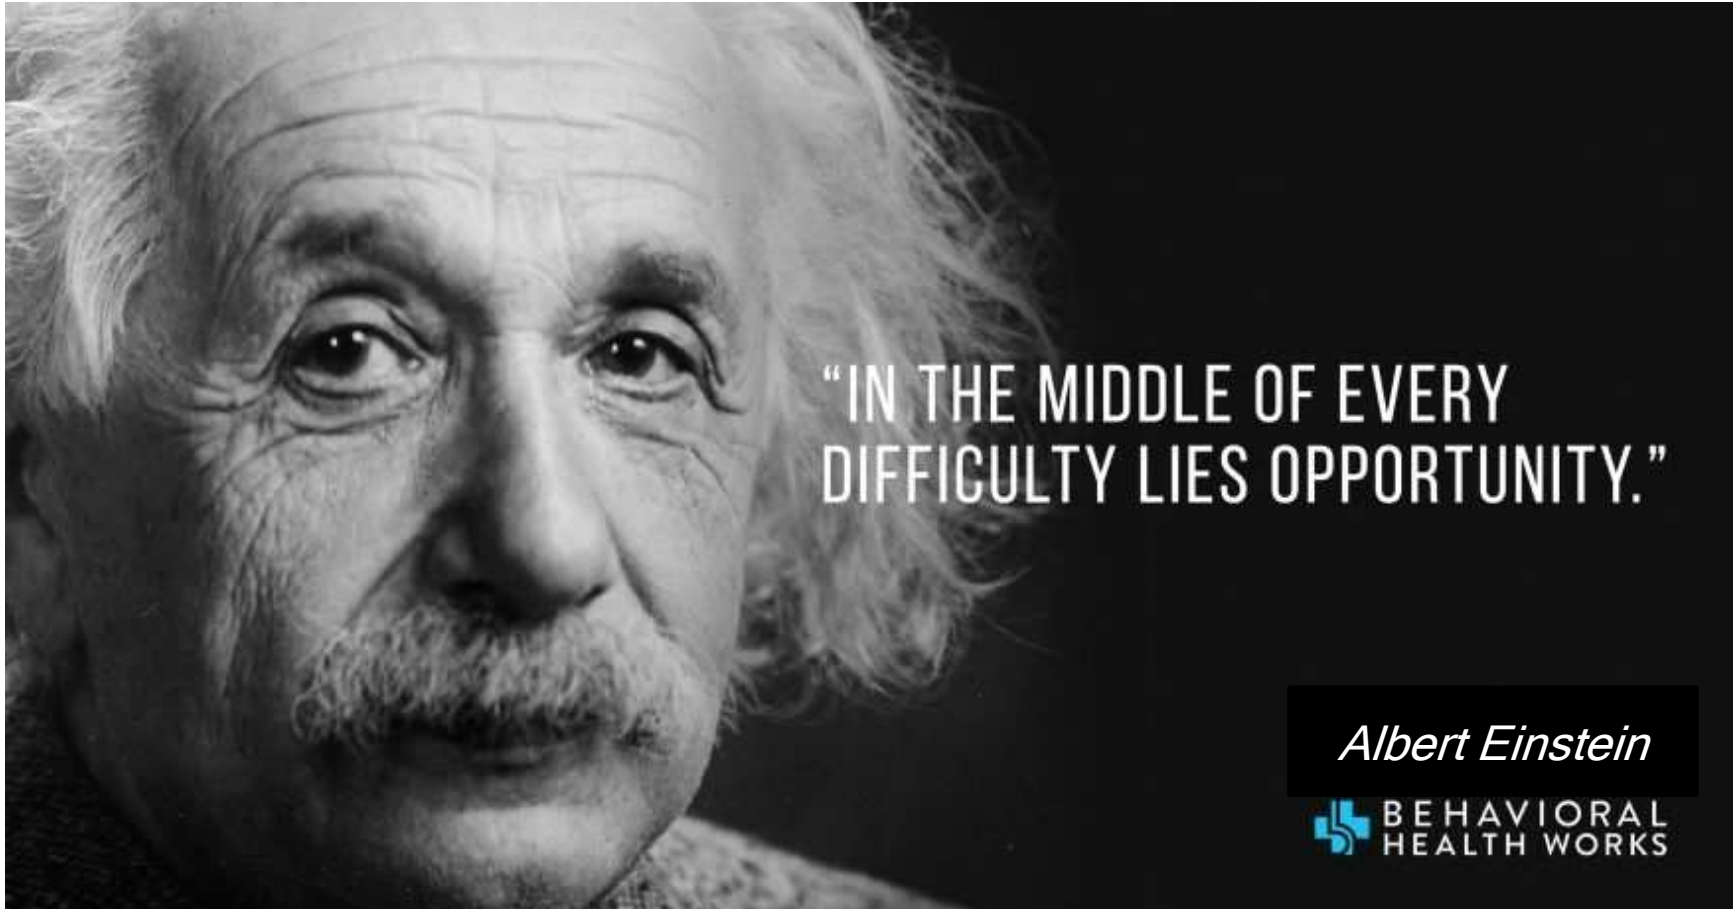 “IN THE MIDDLE OF EVERY
DIFFICULTY LIES OPPORTUNITY.”
Albert Einstein
BEHAVIORAL
HEALTH WORKS